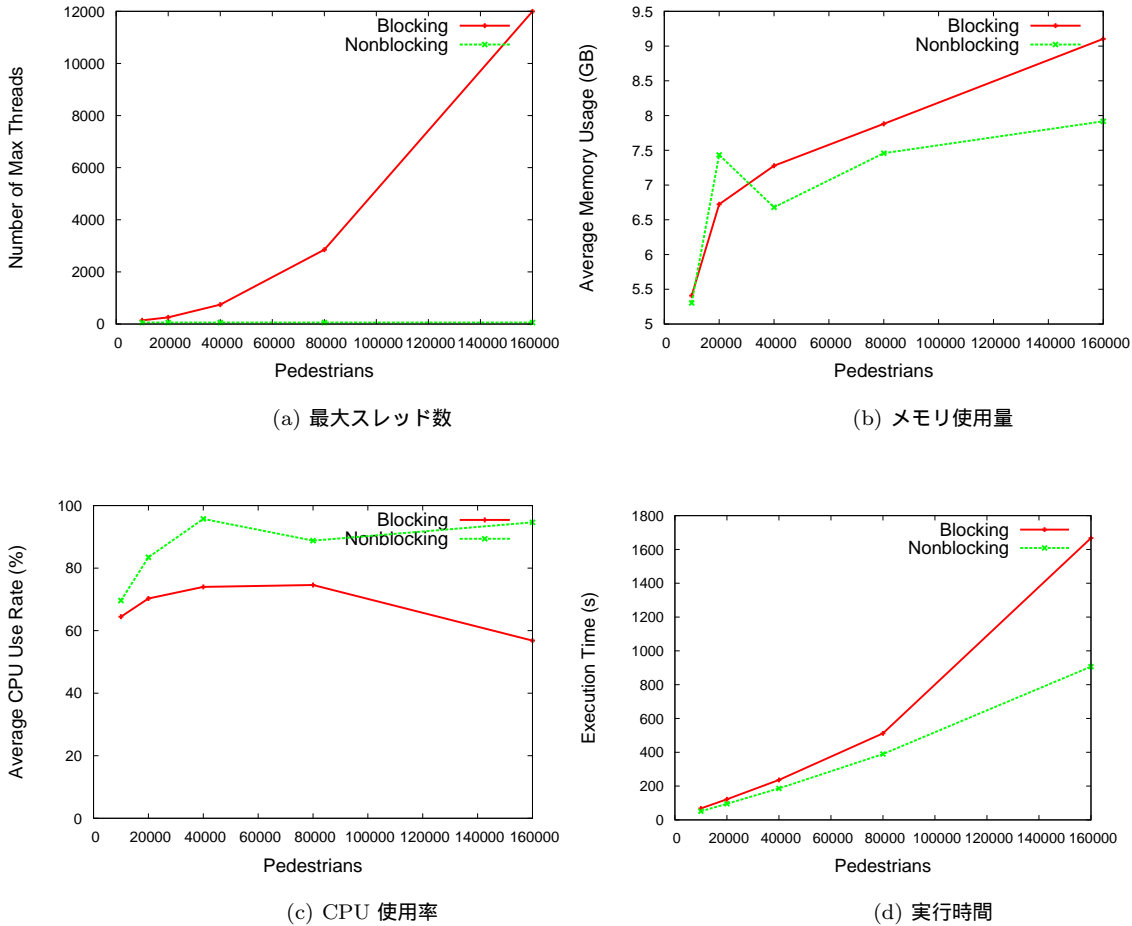 Number of Max Threads
12000
10000
8000
6000
4000
2000
0
Blocking
Nonblocking
0 20000 40000 60000 80000 100000 120000 140000 160000
Pedestrians
(a) 最大スレッド数
Average Memory Usage (GB)
9.5
9
8.5
8
7.5
7
6.5
6
5.5
5
Blocking
Nonblocking
0 20000 40000 60000 80000 100000 120000 140000 160000
Pedestrians
(b) メモリ使用量
Average CPU Use Rate (%)
100
80
60
40
20
0
Blocking
Nonblocking
0 20000 40000 60000 80000 100000 120000 140000 160000
Pedestrians
(c) CPU 使用率
Execution Time (s)
1800
1600
1400
1200
1000
800
600
400
200
0
Blocking
Nonblocking
0 20000 40000 60000 80000 100000 120000 140000 160000
Pedestrians
(d) 実行時間